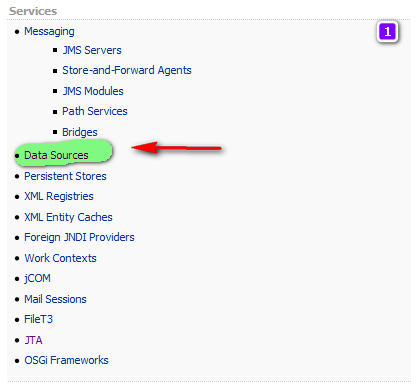 Services
1
Messaging
JMS Servers
Store-and-Forward Agents
JMS Modules
Path Services
Bridges
Data Sources
Persistent Stores
XML Registries
XML Entity Caches
Foreign JNDI Providers
Work Contexts
jCOM
Mail Sessions
FileT3
JTA
OSGi Frameworks